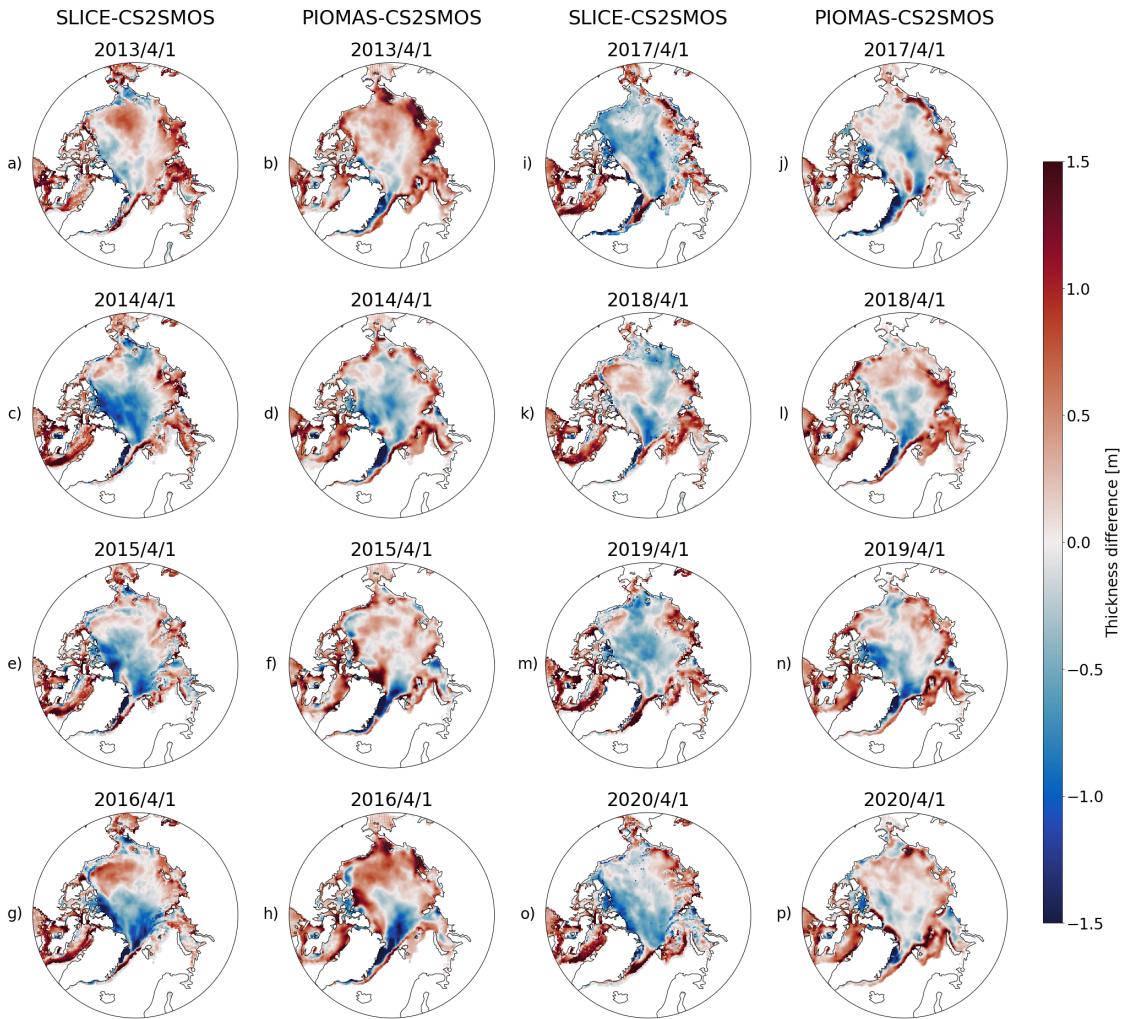 SLICE-CS2SMOS PIOMAS-CS2SMOS SLICE-CS2SMOS PIOMAS-CS2SMOS
2013/4/1 2013/4/1 2017/4/1 2017/4/1
a) b) i) j)
2014/4/1 2014/4/1 2018/4/1 2018/4/1
c) d) k) l)
2015/4/1 2015/4/1 2019/4/1 2019/4/1
e) f) m) n)
2016/4/1 2016/4/1 2020/4/1 2020/4/1
g) h) o) p)
1.5
1.0
0.5
0.0
−0.5
−1.0
−1.5
Thickness difference [m]